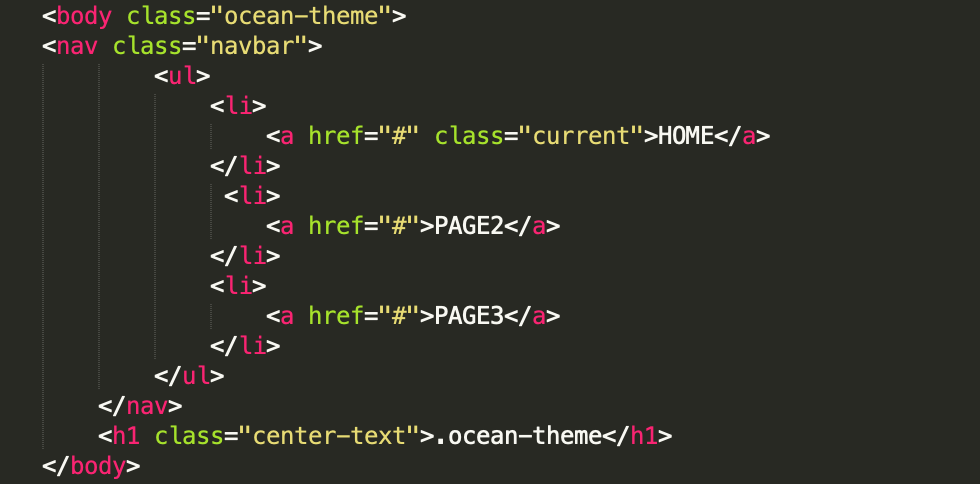 <body class="ocean-theme">
<nav class="navbar">
        <ul>
            <li>
                <a href="#" class="current">HOME</a>
            </li>
             <li>
                <a href="#">PAGE2</a>
            </li>
            <li>
                <a href="#">PAGE3</a>
            </li>
        </ul>
    </nav>
    <h1 class="center-text">.ocean-theme</h1>
</body>